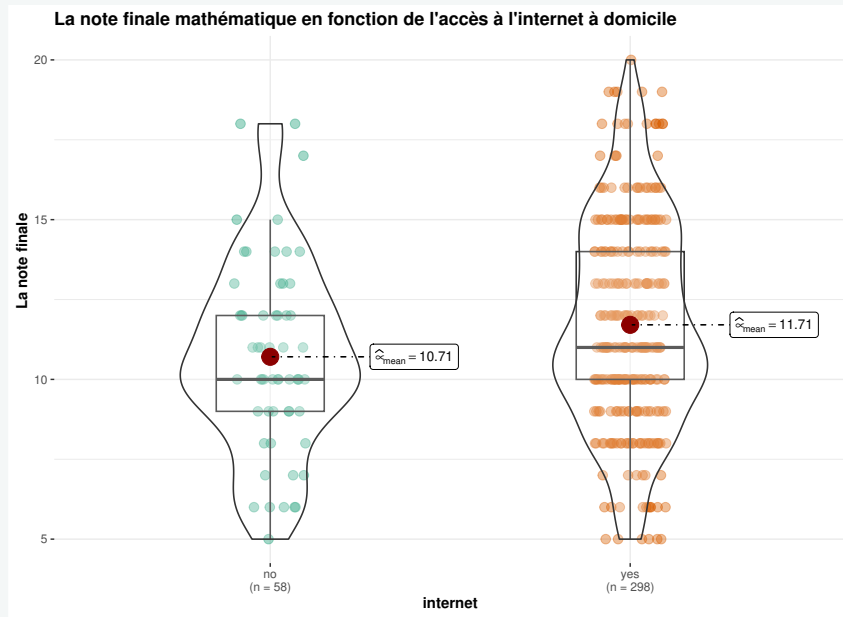 La note finale mathématique en fonction de l'accès à l'internet à domicile
La note finale
20
15
10
5
μ̂mean = 10.71
μ̂mean = 11.71
no
(n = 58)
yes
(n = 298)
internet